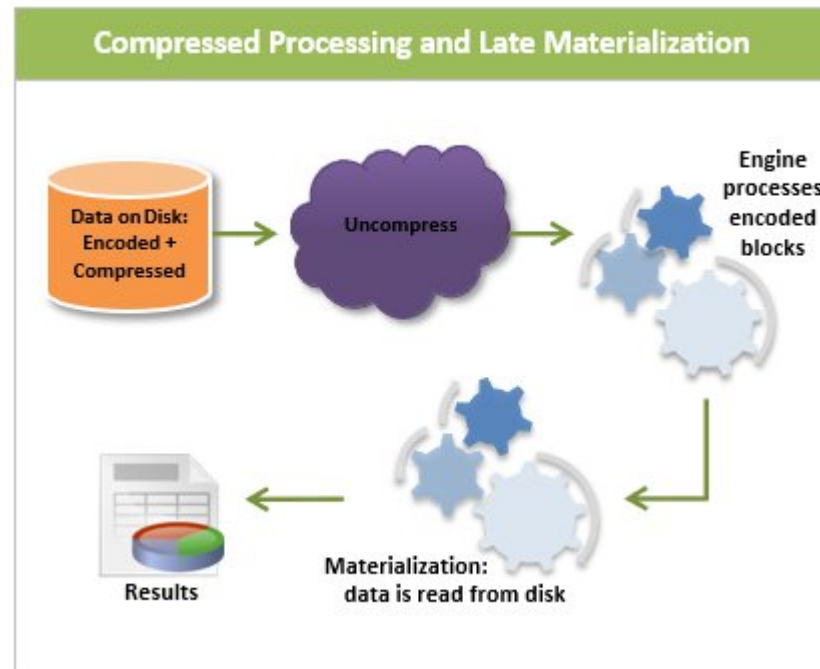 Compressed Processing and Late Materialization
Data on Disk:
Encoded +
Compressed
Uncompress
Engine
processes
encoded
blocks
Materialization:
data is read from disk
Results